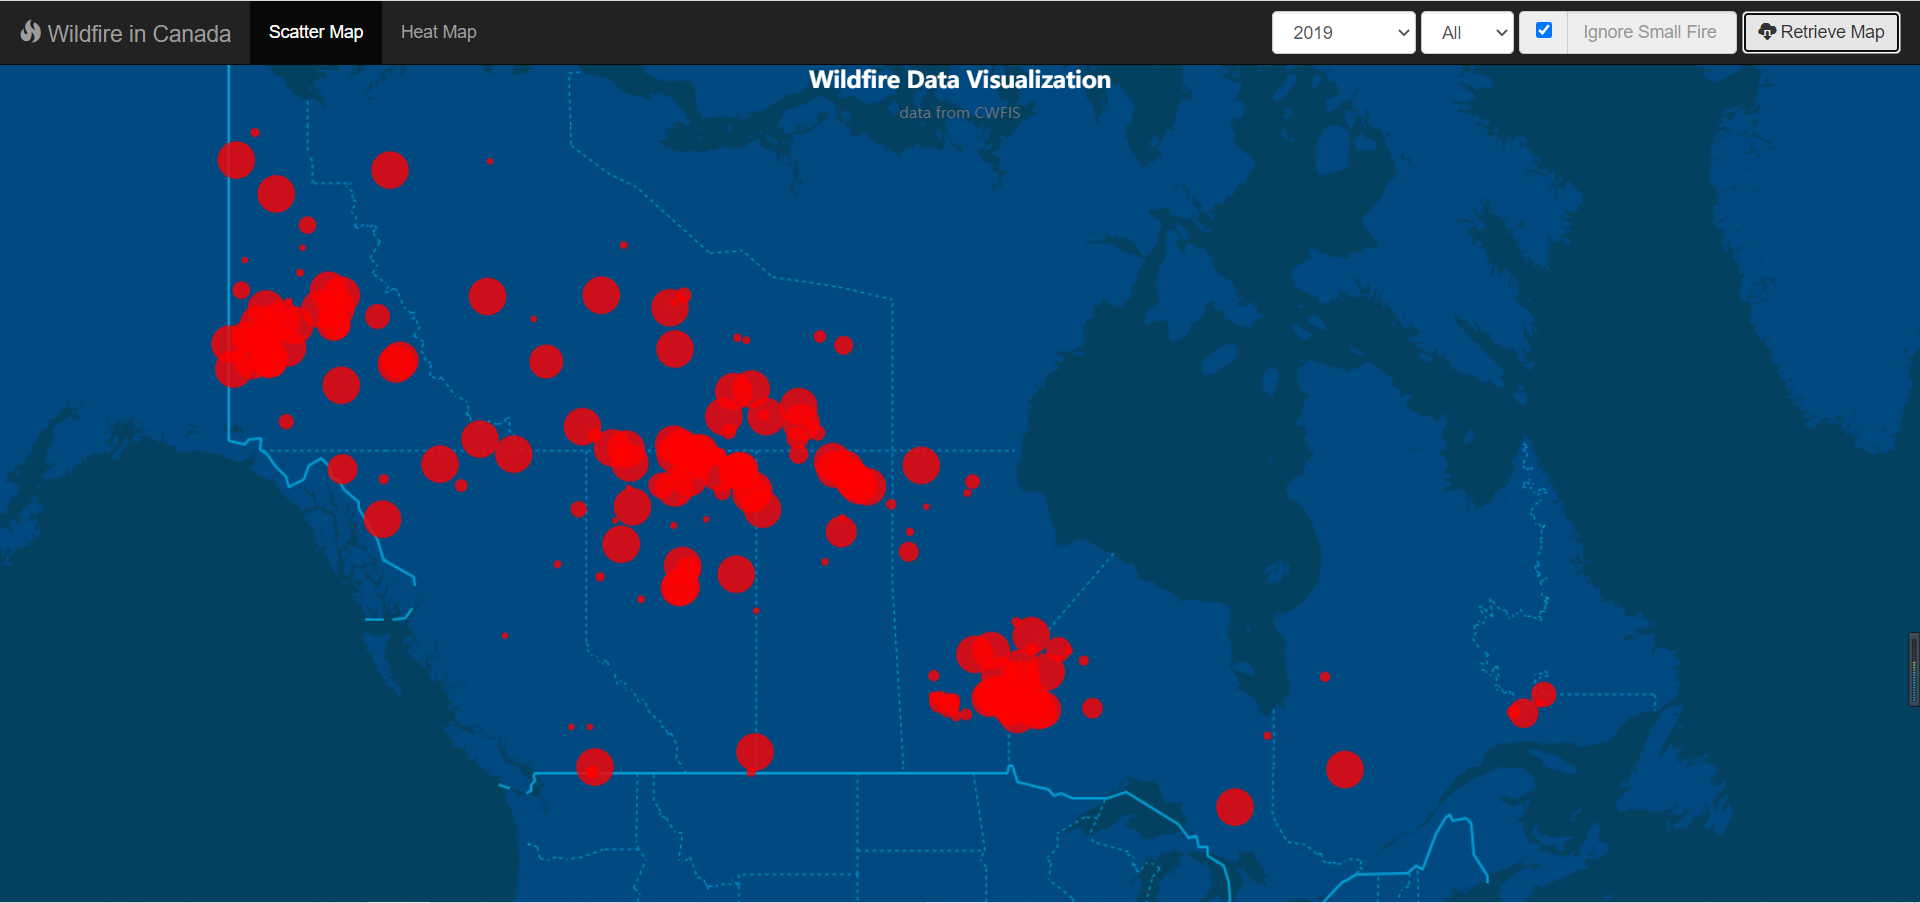 Wildfire in Canada
Scatter Map
Heat Map
2019
All
Ignore Small Fire
Retrieve Map
Wildfire Data Visualization
data from CWFIS